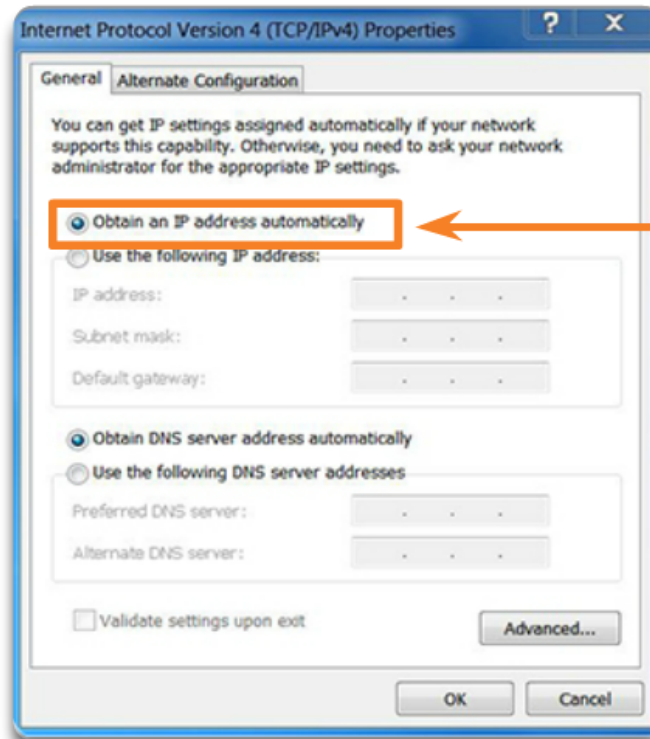 Internet Protocol Version 4 (TCP/IPv4) Properties
General
Alternate Configuration
You can get IP settings assigned automatically if your network
supports this capability. Otherwise, you need to ask your network
administrator for the appropriate IP settings.
Obtain an IP address automatically
Use the following IP address:
IP address:
Subnet mask:
Default gateway:
Obtain DNS server address automatically
Use the following DNS server addresses
Preferred DNS server:
Alternate DNS server:
Validate settings upon exit
Advanced...
OK
Cancel